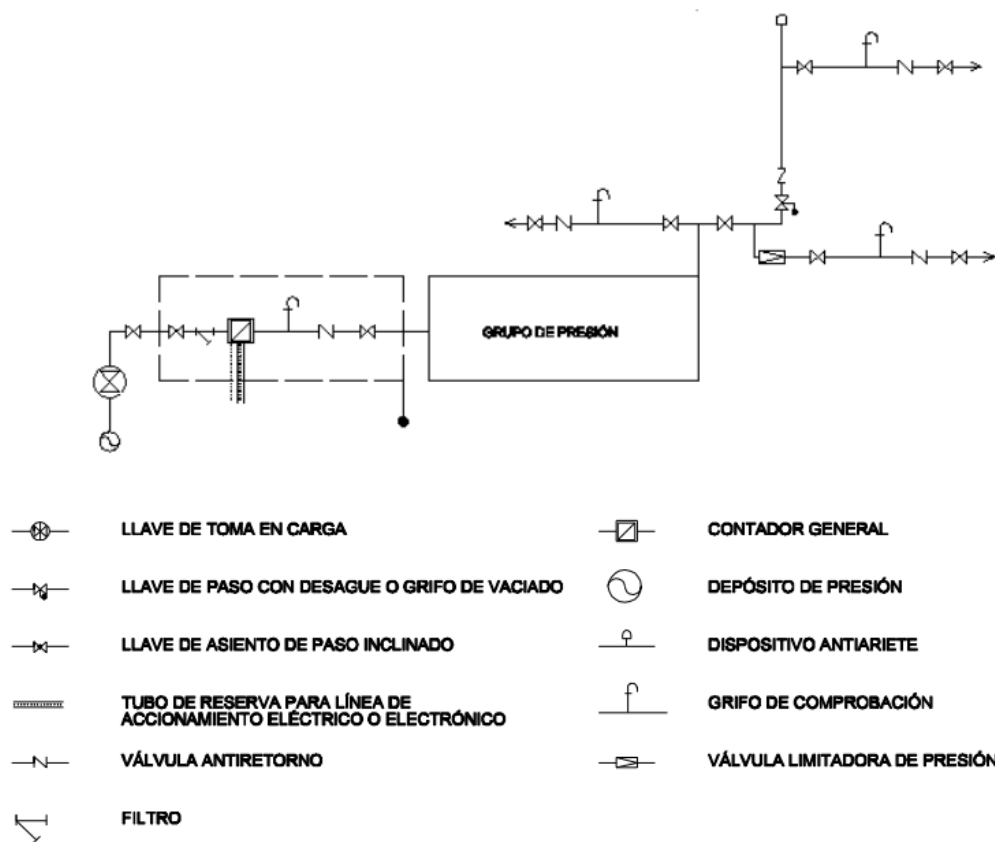 GRUPO DE PRESIÓN
LLAVE DE TOMA EN CARGA
LLAVE DE PASO CON DESAGUE O GRIFO DE VACIADO
LLAVE DE ASIENTO DE PASO INCLINADO
TUBO DE RESERVA PARA LÍNEA DE
ACCIONAMIENTO ELÉCTRICO O ELECTRÓNICO
VÁLVULA ANTIRETORNO
FILTRO
CONTADOR GENERAL
DEPÓSITO DE PRESIÓN
DISPOSITIVO ANTIARIETE
GRIFO DE COMPROBACIÓN
VÁLVULA LIMITADORA DE PRESIÓN